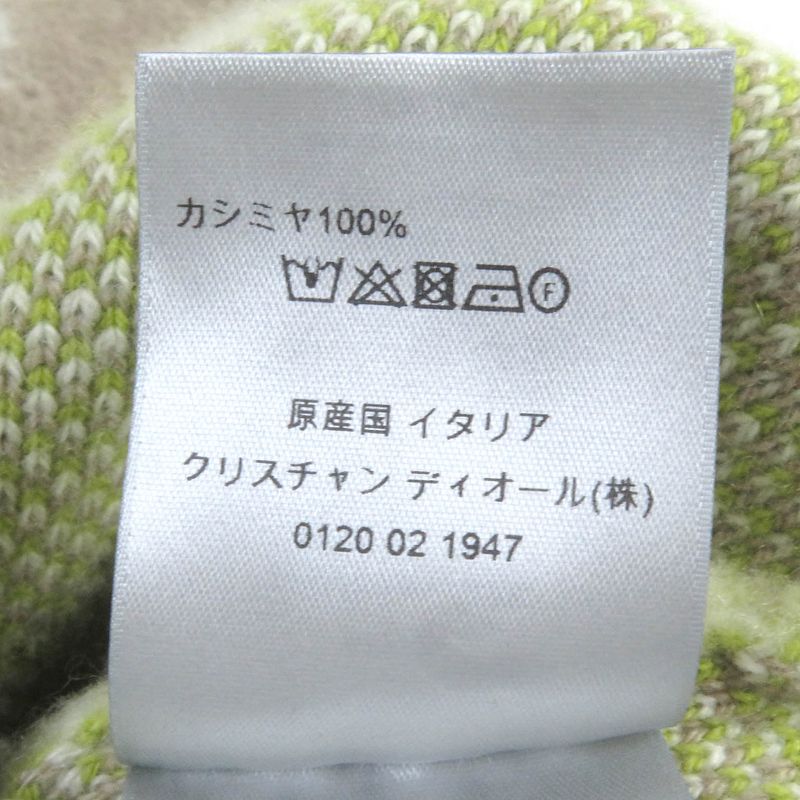 カシミヤ100%
F
原産国 イタリア
クリスチャン ディオール(株)
0120 02 1947